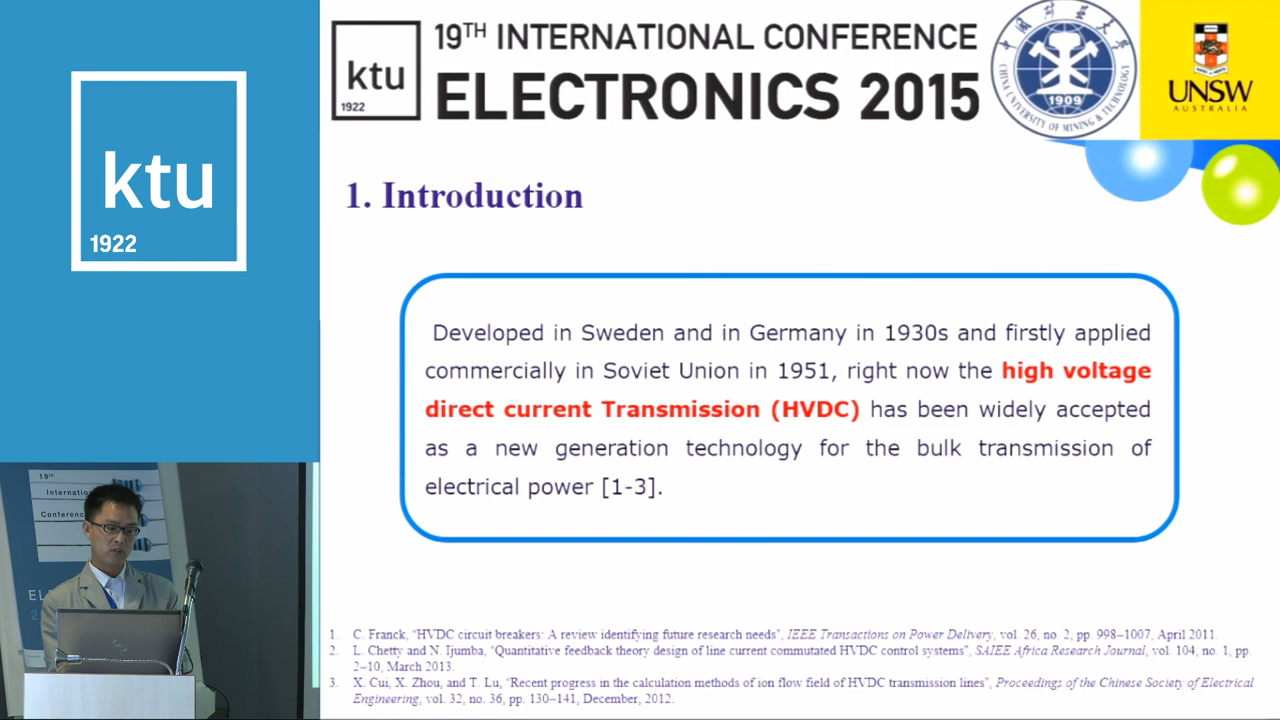 ktu
1922
ktu
1922
19TH INTERNATIONAL CONFERENCE
ELECTRONICS 2015
CHINA UNIVERSITY OF MINING & TECHNOLOGY
1909
UNSW
AUSTRALIA
1. Introduction
Developed in Sweden and in Germany in 1930s and firstly applied
commercially in Soviet Union in 1951, right now the high voltage
direct current Transmission (HVDC) has been widely accepted
as a new generation technology for the bulk transmission of
electrical power [1-3].
1. C. Franck, “HVDC circuit breakers: A review identifying future research needs”, IEEE Transactions on Power Delivery, vol. 26, no. 2, pp. 998–1007, April 2011.
2. L. Chetty and N. Ijumba, “Quantitative feedback theory design of line current commutated HVDC control systems”, SAIEE Africa Research Journal, vol. 104, no. 1, pp.
2–10, March 2013.
3. X. Cui, X. Zhou, and T. Lu, “Recent progress in the calculation methods of ion flow field of HVDC transmission lines”, Proceedings of the Chinese Society of Electrical
Engineering, vol. 32, no. 36, pp. 130–141, December, 2012.
19th